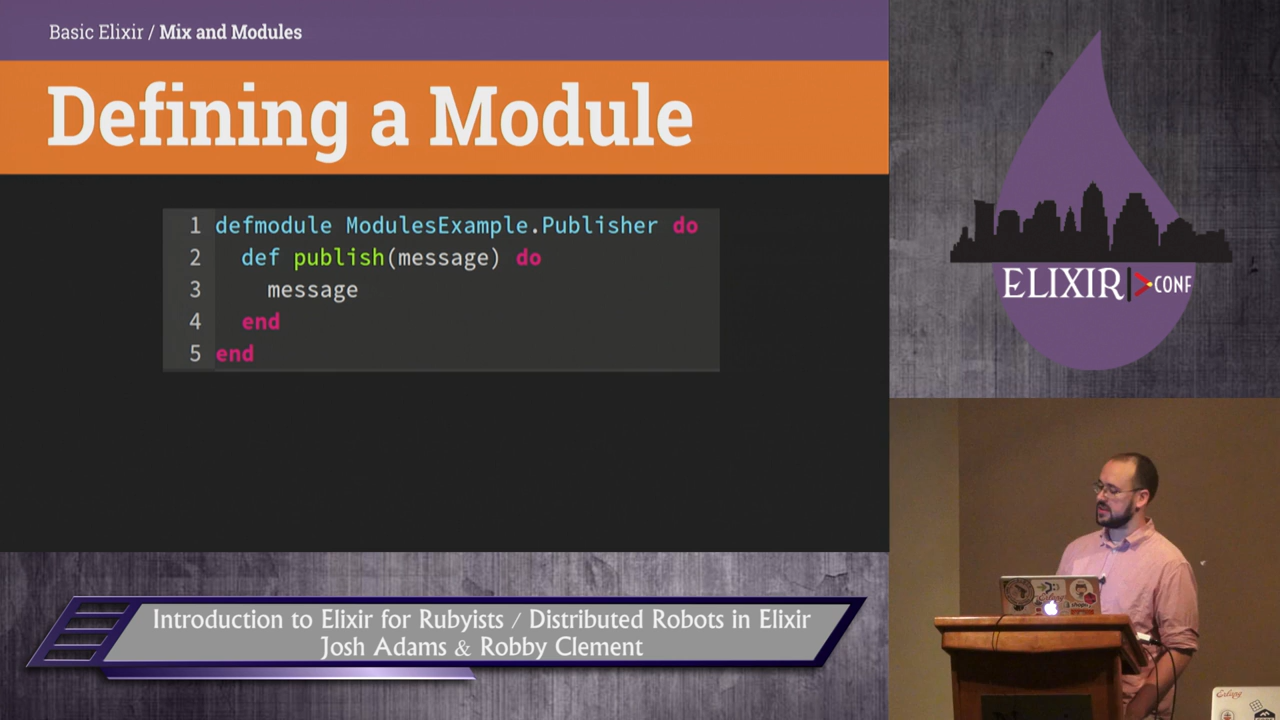 Basic Elixir / Mix and Modules
Defining a Module
1 defmodule ModulesExample.Publisher do
2   def publish(message) do
3     message
4   end
5 end
ELIXIR CONF
Introduction to Elixir for Rubyists / Distributed Robots in Elixir
Josh Adams & Robby Clement